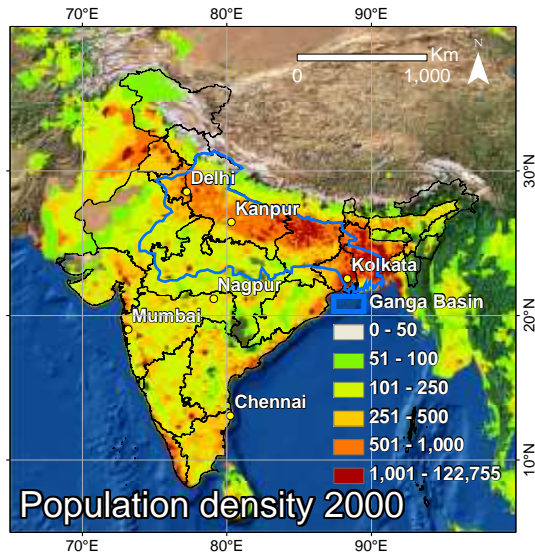 70°E 80°E 90°E
N
Km
0 1,000
30°N
Delhi
Kanpur
Kolkata
Nagpur
Ganga Basin
20°N
Mumbai
0 - 50
51 - 100
101 - 250
Chennai
251 - 500
501 - 1,000
10°N
1,001 - 122,755
Population density 2000
70°E 80°E 90°E